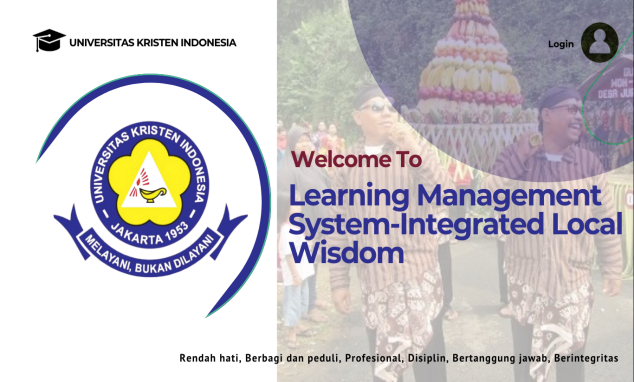 UNIVERSITAS KRISTEN INDONESIA
Login
UNIVERSITAS KRISTEN INDONESIA
JAKARTA 1953
MELAYANI, BUKAN DILAYANI
Welcome To
Learning Management
System-Integrated Local
Wisdom
Rendah hati, Berbagi dan peduli, Profesional, Disiplin, Bertanggung jawab, Berintegritas